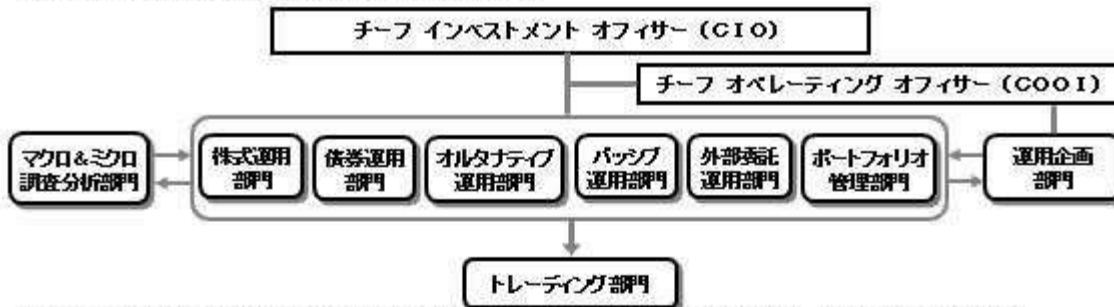 チーフ インベストメント オフィサー (CIO)
チーフ オペレーティング オフィサー (COOI)
マクロ&ミクロ
調査分析部門
株式運用
部門
債券運用
部門
オルタナティブ
運用部門
パッシブ
運用部門
外部委託
運用部門
ポートフォリオ
管理部門
運用企画
部門
トレーディング部門